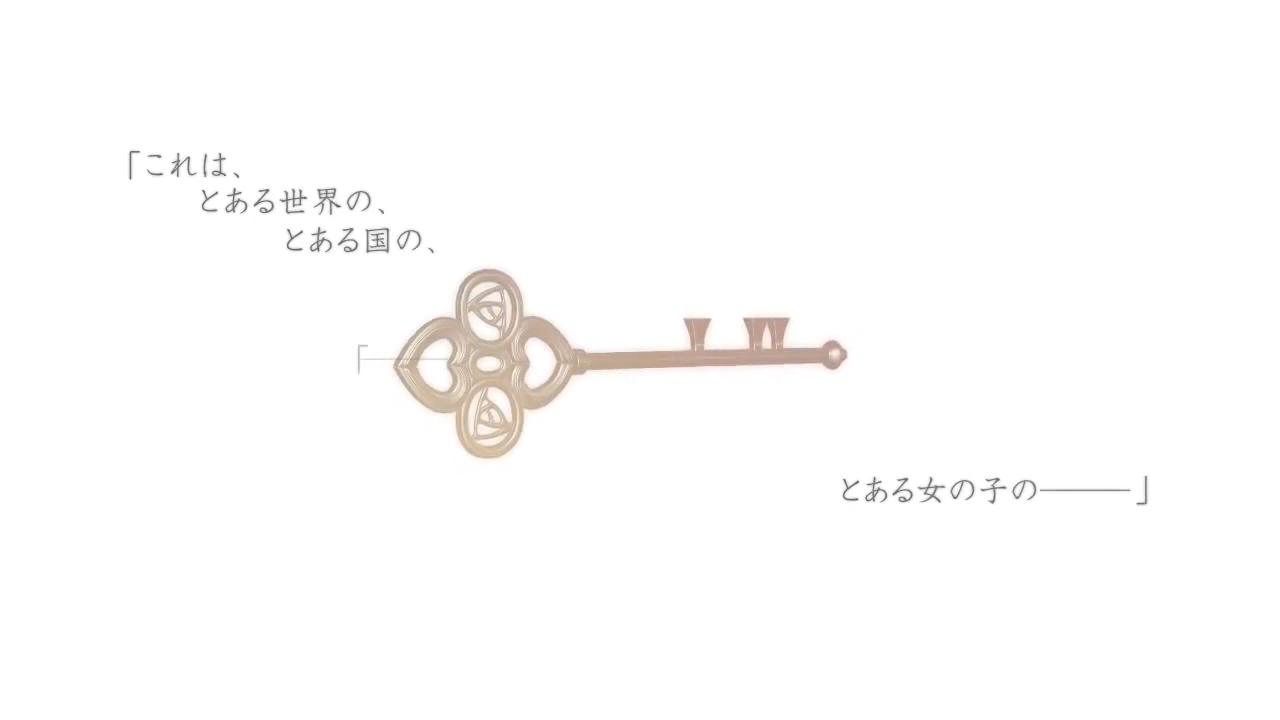 「これは、
とある世界の、
とある国の、
「
とある女の子の―――」